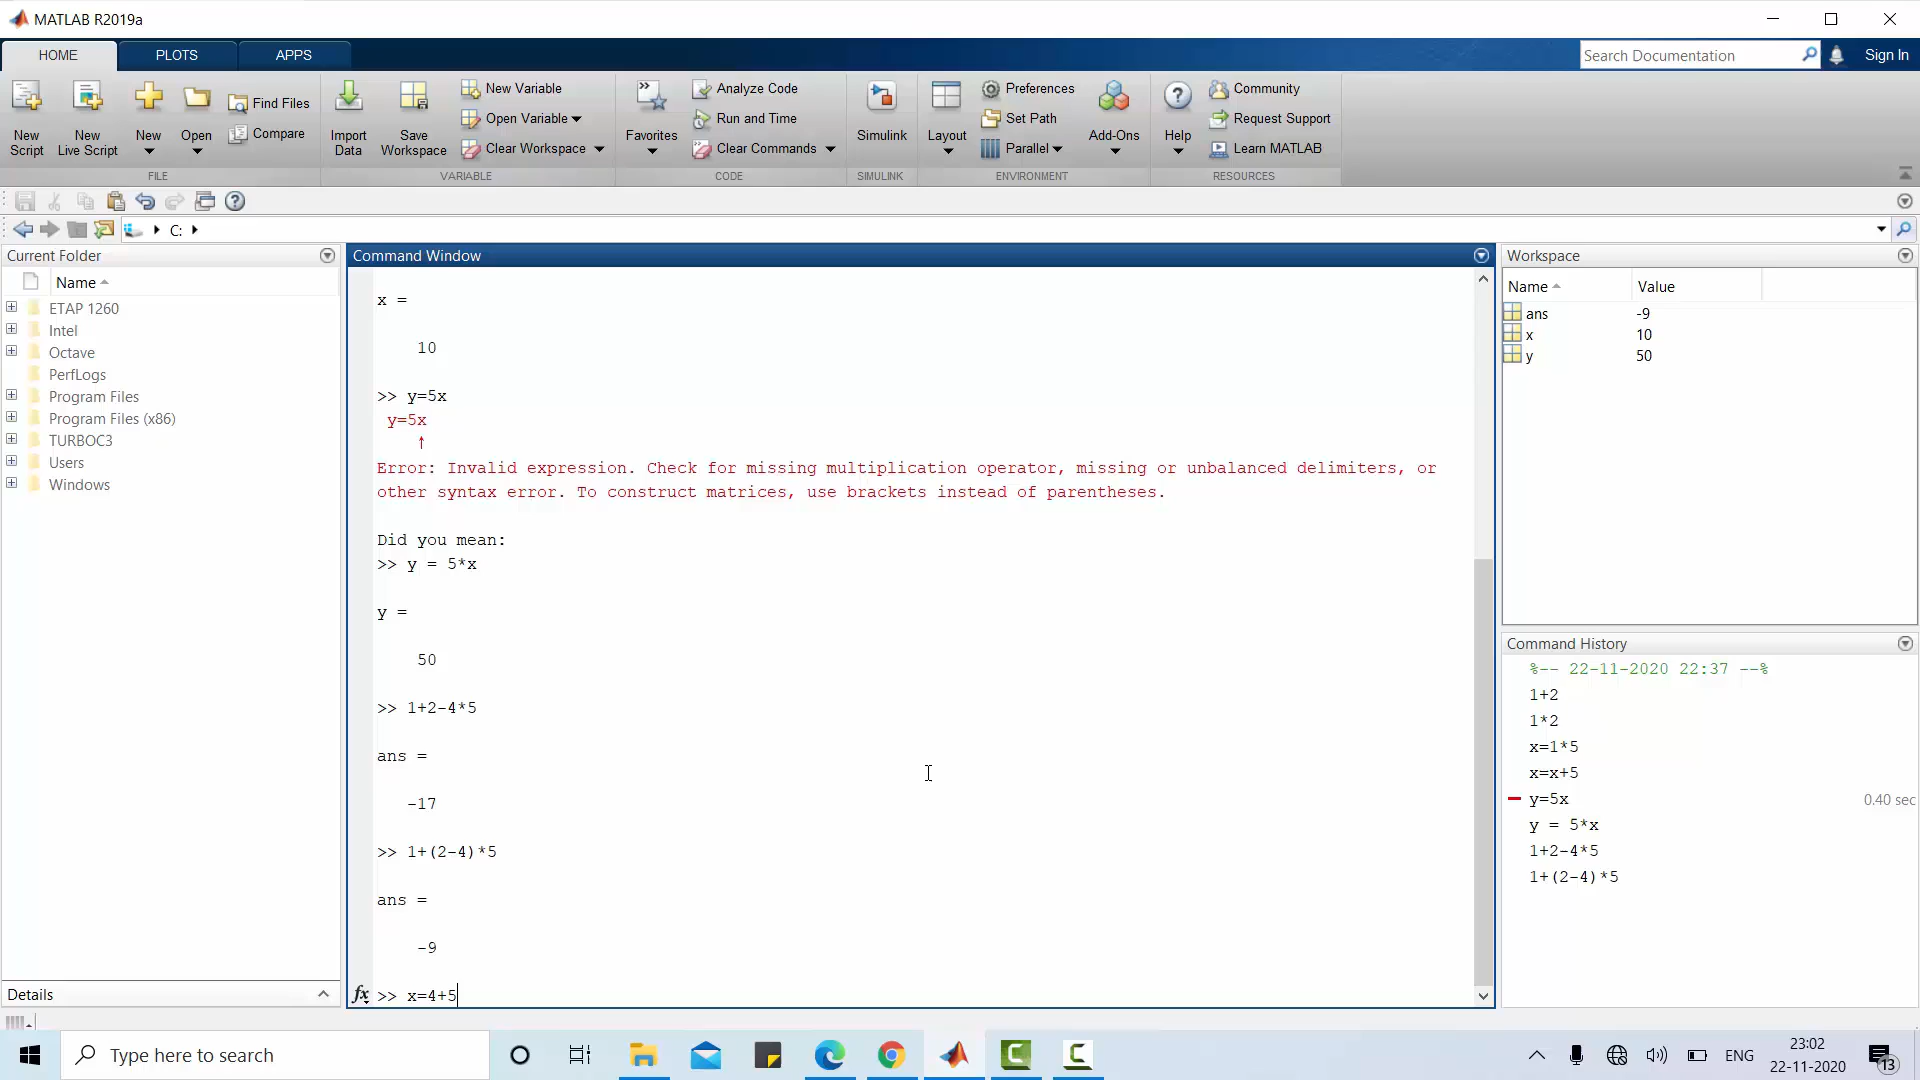 MATLAB R2019a
HOME PLOTS APPS
Search Documentation
Sign In
New Script
New Live Script
New
Open
Find Files
Compare
Import Data
Save Workspace
New Variable
Open Variable
Clear Workspace
Favorites
Analyze Code
Run and Time
Clear Commands
Simulink
Layout
Preferences
Set Path
Parallel
Add-Ons
Help
Community
Request Support
Learn MATLAB
FILE VARIABLE CODE SIMULINK ENVIRONMENT RESOURCES
C:
Current Folder
Name
ETAP 1260
Intel
Octave
PerfLogs
Program Files
Program Files (x86)
TURBOC3
Users
Windows
Details
Command Window
x =
10
>> y=5x
y=5x
↑
Error: Invalid expression. Check for missing multiplication operator, missing or unbalanced delimiters, or
other syntax error. To construct matrices, use brackets instead of parentheses.
Did you mean:
>> y = 5*x
y =
50
>> 1+2-4*5
ans =
-17
>> 1+(2-4)*5
ans =
-9
fx >> x=4+5
Workspace
Name Value
ans -9
x 10
y 50
Command History
%-- 22-11-2020 22:37 --%
1+2
1*2
x=1*5
x=x+5
y=5x 0.40 sec
y = 5*x
1+2-4*5
1+(2-4)*5
Type here to search
ENG
23:02
22-11-2020
13